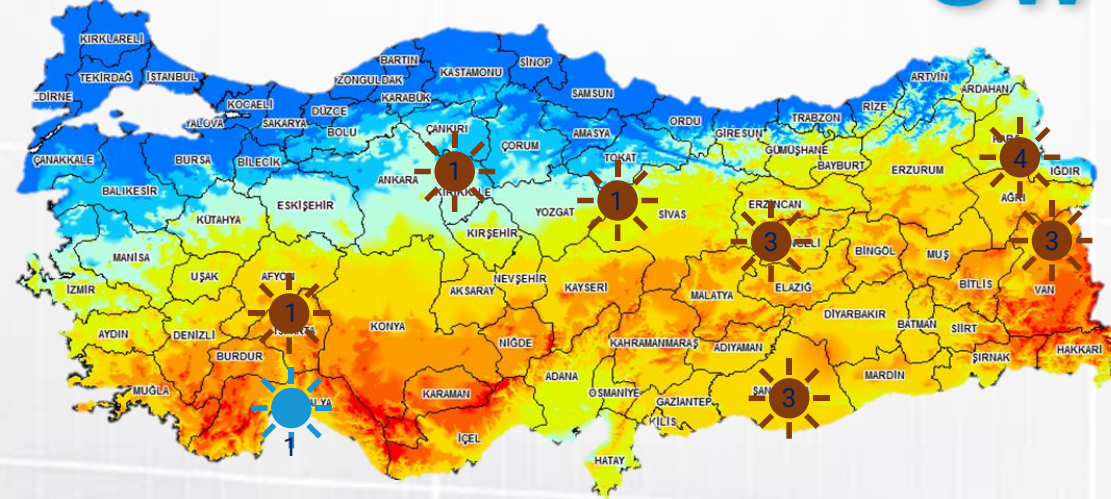 KIRKLARELİ
TEKİRDAĞ
İSTANBUL
EDİRNE
KOCAELİ
YALOVA
SAKARYA
DÜZCE
BOLU
ZONGULDAK
BARTIN
KARABÜK
KASTAMONU
SİNOP
SAMSUN
ÇANKIRI
ÇORUM
AMASYA
TOKAT
ORDU
GİRESUN
TRABZON
GÜMÜŞHANE
BAYBURT
RİZE
ARTVİN
ARDAHAN
KARS
4
IĞDIR
AĞRI
ERZURUM
ÇANAKKALE
BURSA
BİLECİK
BALIKESİR
KÜTAHYA
ESKİŞEHİR
ANKARA
1
KIRIKKALE
YOZGAT
1
SİVAS
ERZİNCAN
3
TUNCELİ
BİNGÖL
MUŞ
3
VAN
BİTLİS
KIRŞEHİR
NEVŞEHİR
AKSARAY
KAYSERİ
MALATYA
ELAZIĞ
DİYARBAKIR
BATMAN
SİİRT
ŞIRNAK
HAKKARİ
MANİSA
İZMİR
UŞAK
AFYON
1
ISPARTA
AYDIN
DENİZLİ
BURDUR
KONYA
NİĞDE
KAHRAMANMARAŞ
ADIYAMAN
MARDİN
MUĞLA
ALYA
1
KARAMAN
İÇEL
ADANA
OSMANİYE
GAZİANTEP
KİLİS
ŞAN
3
HATAY